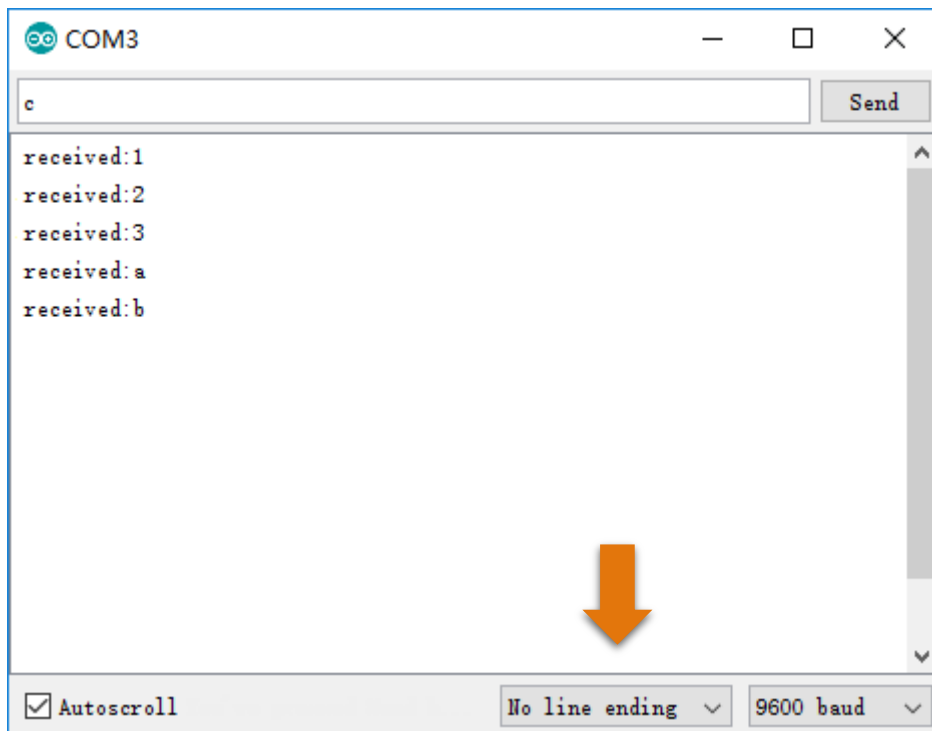 COM3
c
Send
received:1
received:2
received:3
received:a
received:b
Autoscroll
No line ending
9600 baud